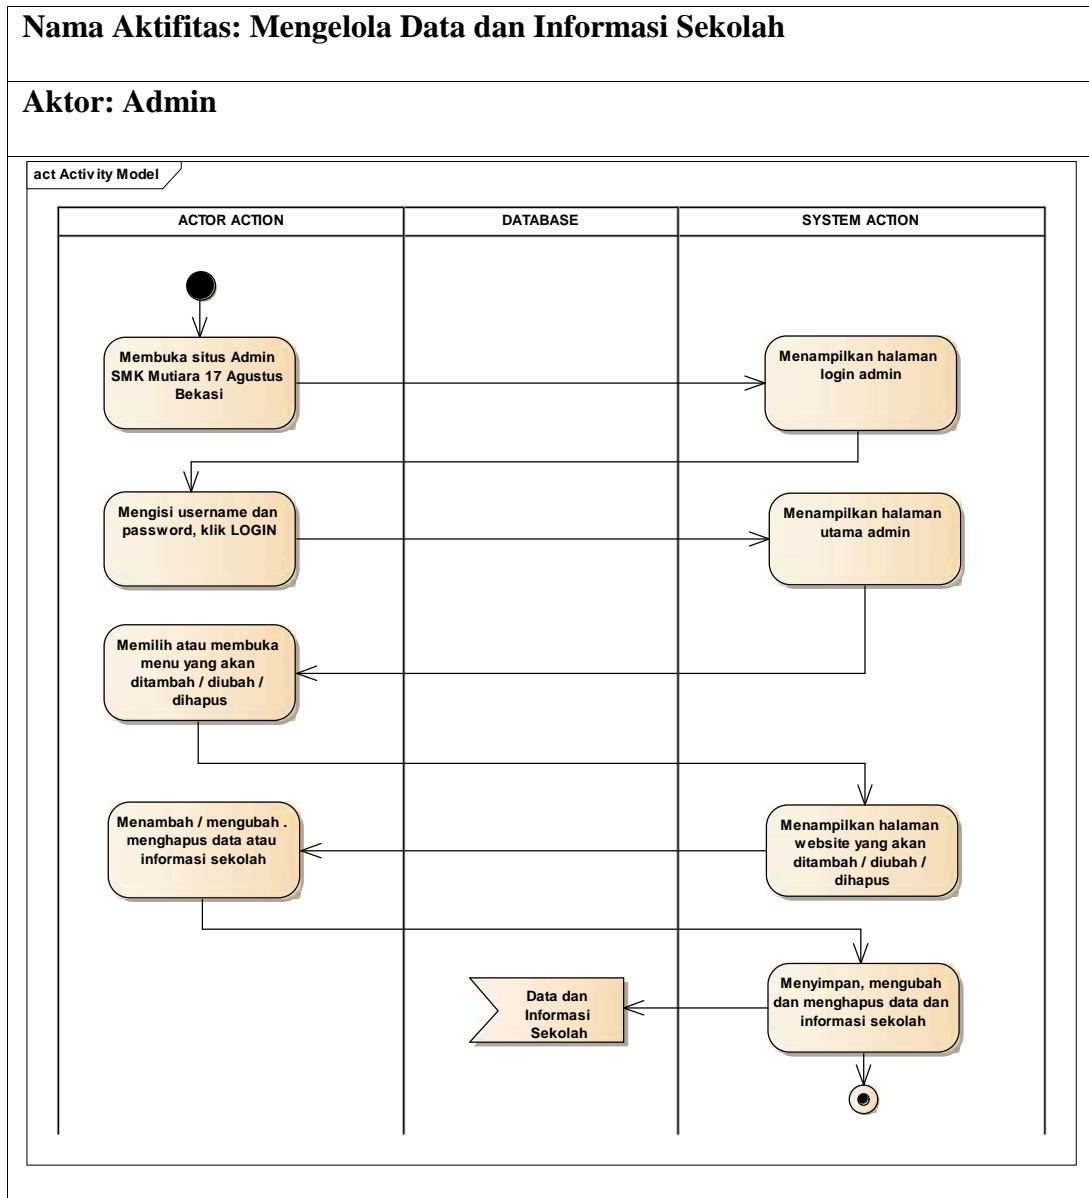 Nama Aktifitas: Mengelola Data dan Informasi Sekolah
Aktor: Admin
act Activity Model
ACTOR ACTION
DATABASE
SYSTEM ACTION
Membuka situs Admin
SMK Mutiara 17 Agustus
Bekasi
Menampilkan halaman
login admin
Mengisi username dan
password, klik LOGIN
Menampilkan halaman
utama admin
Memilih atau membuka
menu yang akan
ditambah / diubah /
dihapus
Menambah / mengubah .
menghapus data atau
informasi sekolah
Menampilkan halaman
website yang akan
ditambah / diubah /
dihapus
Data dan
Informasi
Sekolah
Menyimpan, mengubah
dan menghapus data dan
informasi sekolah